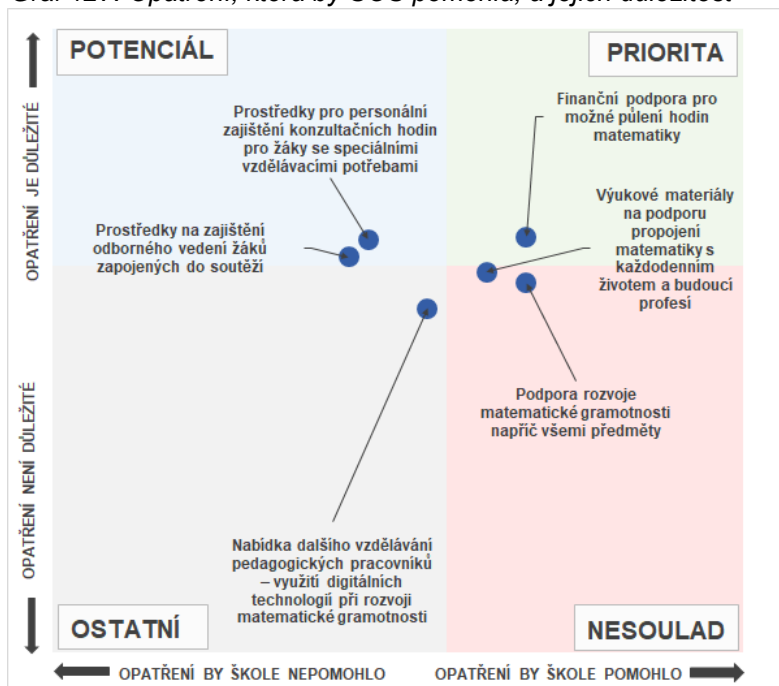 POTENCIÁL
PRIORITA
Prostředky pro personální
zajištění konzultačních hodin
pro žáky se speciálními
vzdělávacími potřebami
Finanční podpora pro
možné půlení hodin
matematiky
Prostředky na zajištění
odborného vedení žáků
zapojených do soutěží
Výukové materiály
na podporu
propojení
matematiky s
každodenním
životem a budoucí
profesí
Podpora rozvoje
matematické gramotnosti
napříč všemi předměty
Nabídka dalšího vzdělávání
pedagogických pracovníků
– využití digitálních
technologií při rozvoji
matematické gramotnosti
OSTATNÍ
NESOULAD
OPATŘENÍ JE DŮLEŽITÉ
OPATŘENÍ NENÍ DŮLEŽITÉ
OPATŘENÍ BY ŠKOLE NEPOMOHLO
OPATŘENÍ BY ŠKOLE POMOHLO